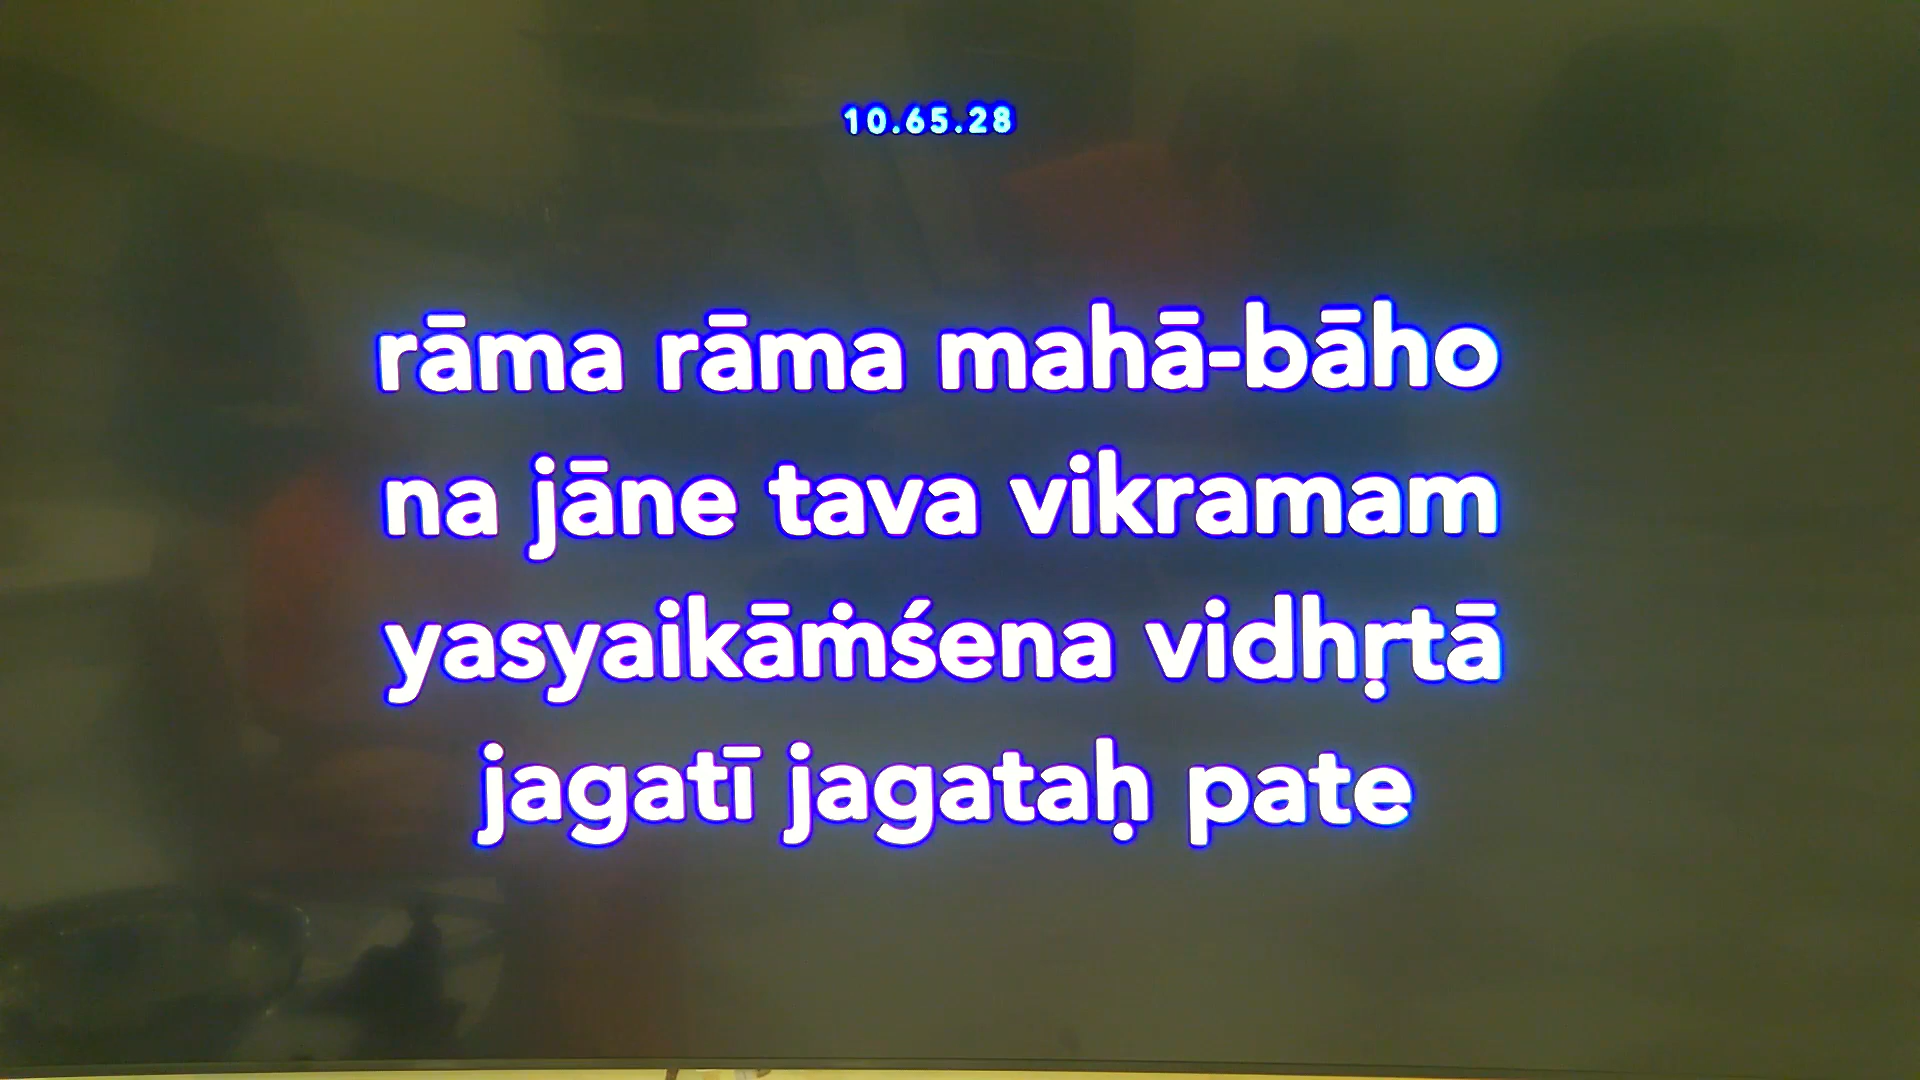 10.65.28
rāma rāma mahā-bāho
na jāne tava vikramam
yasyaikāṁśena vidhṛtā
jagatī jagataḥ pate